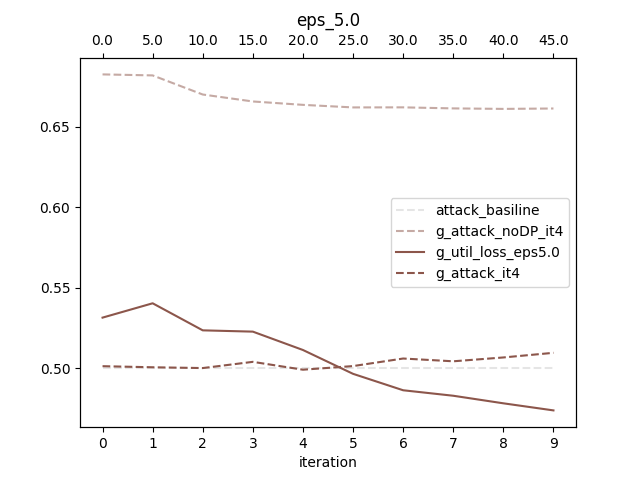 eps_5.0
0.0 5.0 10.0 15.0 20.0 25.0 30.0 35.0 40.0 45.0
0.65
0.60
0.55
0.50
attack_basiline
g_attack_noDP_it4
g_util_loss_eps5.0
g_attack_it4
0 1 2 3 4 5 6 7 8 9
iteration